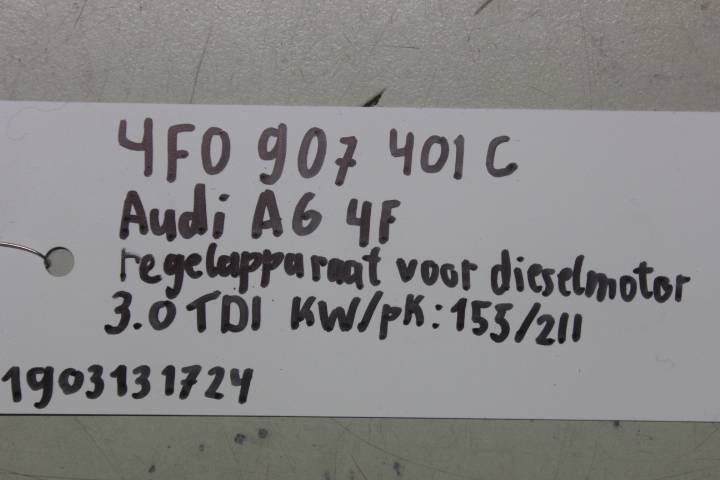 4F0 907 401 C
Audi A6 4F
regelapparaat voor dieselmotor
3.0 TDI KW/pK: 155/211
1903131724